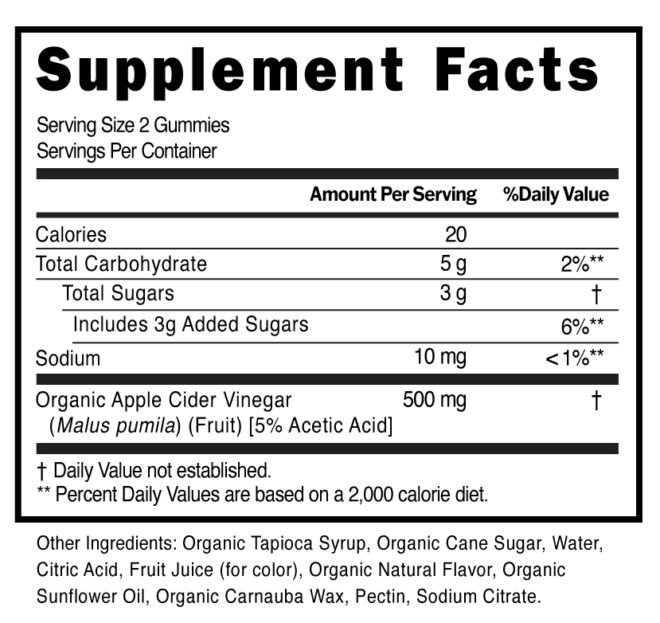 Supplement Facts
Serving Size 2 Gummies
Servings Per Container
Amount Per Serving %Daily Value
Calories 20
Total Carbohydrate 5 g 2%**
Total Sugars 3 g †
Includes 3g Added Sugars 6%**
Sodium 10 mg <1%**
Organic Apple Cider Vinegar 500 mg †
(Malus pumila) (Fruit) [5% Acetic Acid]
† Daily Value not established.
** Percent Daily Values are based on a 2,000 calorie diet.
Other Ingredients: Organic Tapioca Syrup, Organic Cane Sugar, Water,
Citric Acid, Fruit Juice (for color), Organic Natural Flavor, Organic
Sunflower Oil, Organic Carnauba Wax, Pectin, Sodium Citrate.